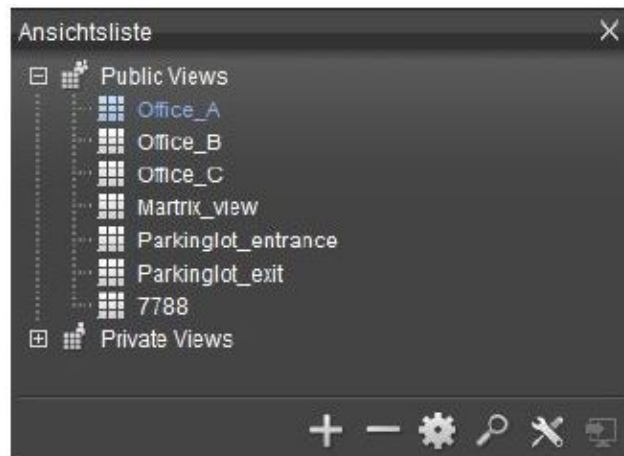 Ansichtsliste
Public Views
Office_A
Office_B
Office_C
Martrix_view
Parkinglot_entrance
Parkinglot_exit
7788
Private Views